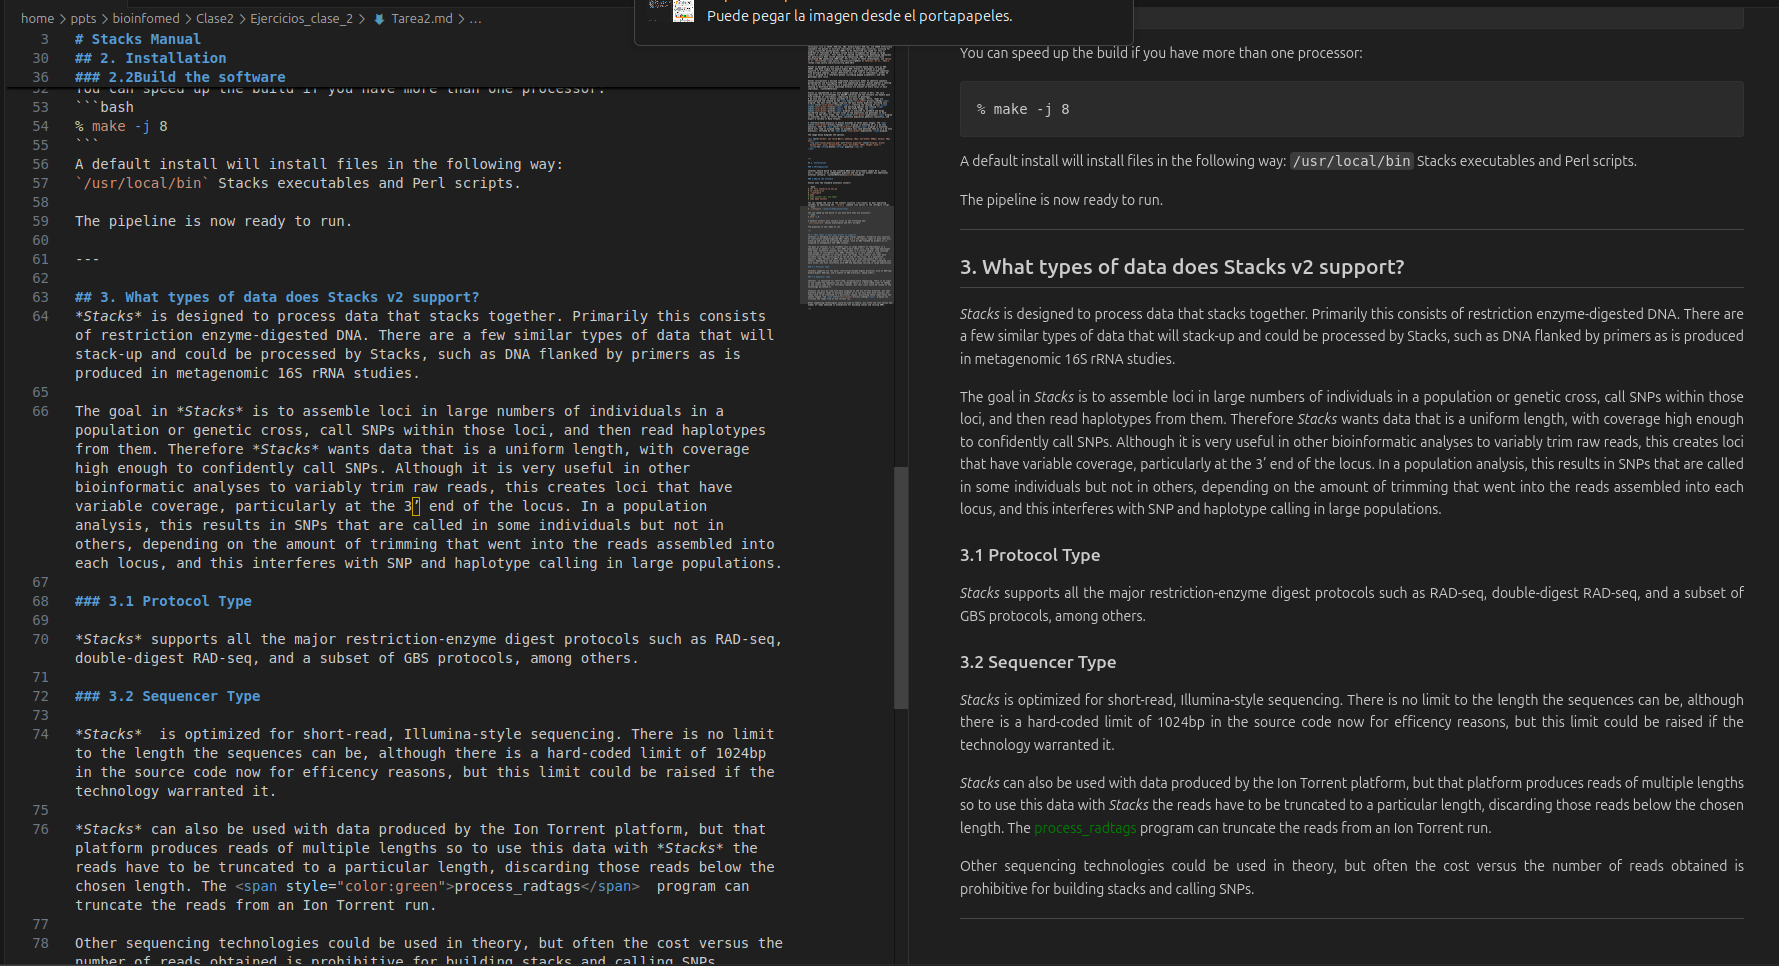 home > ppts > bioinfomed > Clase2 > Ejercicios_clase_2 > Tarea2.md > ...
Puede pegar la imagen desde el portapapeles.
3 # Stacks Manual
30 ## 2. Installation
36 ### 2.2Build the software
52 You can speed up the build if you have more than one processor:
53 ```bash
54 % make -j 8
55 ```
56 A default install will install files in the following way:
57 `/usr/local/bin` Stacks executables and Perl scripts.
58
59 The pipeline is now ready to run.
60
61 ---
62
63 ## 3. What types of data does Stacks v2 support?
64 *Stacks* is designed to process data that stacks together. Primarily this consists
of restriction enzyme-digested DNA. There are a few similar types of data that will
stack-up and could be processed by Stacks, such as DNA flanked by primers as is
produced in metagenomic 16S rRNA studies.
65
66 The goal in *Stacks* is to assemble loci in large numbers of individuals in a
population or genetic cross, call SNPs within those loci, and then read haplotypes
from them. Therefore *Stacks* wants data that is a uniform length, with coverage
high enough to confidently call SNPs. Although it is very useful in other
bioinformatic analyses to variably trim raw reads, this creates loci that have
variable coverage, particularly at the 3′ end of the locus. In a population
analysis, this results in SNPs that are called in some individuals but not in
others, depending on the amount of trimming that went into the reads assembled into
each locus, and this interferes with SNP and haplotype calling in large populations.
67
68 ### 3.1 Protocol Type
69
70 *Stacks* supports all the major restriction-enzyme digest protocols such as RAD-seq,
double-digest RAD-seq, and a subset of GBS protocols, among others.
71
72 ### 3.2 Sequencer Type
73
74 *Stacks*  is optimized for short-read, Illumina-style sequencing. There is no limit
to the length the sequences can be, although there is a hard-coded limit of 1024bp
in the source code now for efficency reasons, but this limit could be raised if the
technology warranted it.
75
76 *Stacks* can also be used with data produced by the Ion Torrent platform, but that
platform produces reads of multiple lengths so to use this data with *Stacks* the
reads have to be truncated to a particular length, discarding those reads below the
chosen length. The <span style="color:green">process_radtags</span>  program can
truncate the reads from an Ion Torrent run.
77
78 Other sequencing technologies could be used in theory, but often the cost versus the
number of reads obtained is prohibitive for building stacks and calling SNPs.
You can speed up the build if you have more than one processor:
% make -j 8
A default install will install files in the following way: /usr/local/bin Stacks executables and Perl scripts.
The pipeline is now ready to run.
3. What types of data does Stacks v2 support?
Stacks is designed to process data that stacks together. Primarily this consists of restriction enzyme-digested DNA. There are
a few similar types of data that will stack-up and could be processed by Stacks, such as DNA flanked by primers as is produced
in metagenomic 16S rRNA studies.
The goal in Stacks is to assemble loci in large numbers of individuals in a population or genetic cross, call SNPs within those
loci, and then read haplotypes from them. Therefore Stacks wants data that is a uniform length, with coverage high enough
to confidently call SNPs. Although it is very useful in other bioinformatic analyses to variably trim raw reads, this creates loci
that have variable coverage, particularly at the 3′ end of the locus. In a population analysis, this results in SNPs that are called
in some individuals but not in others, depending on the amount of trimming that went into the reads assembled into each
locus, and this interferes with SNP and haplotype calling in large populations.
3.1 Protocol Type
Stacks supports all the major restriction-enzyme digest protocols such as RAD-seq, double-digest RAD-seq, and a subset of
GBS protocols, among others.
3.2 Sequencer Type
Stacks is optimized for short-read, Illumina-style sequencing. There is no limit to the length the sequences can be, although
there is a hard-coded limit of 1024bp in the source code now for efficency reasons, but this limit could be raised if the
technology warranted it.
Stacks can also be used with data produced by the Ion Torrent platform, but that platform produces reads of multiple lengths
so to use this data with Stacks the reads have to be truncated to a particular length, discarding those reads below the chosen
length. The process_radtags program can truncate the reads from an Ion Torrent run.
Other sequencing technologies could be used in theory, but often the cost versus the number of reads obtained is
prohibitive for building stacks and calling SNPs.